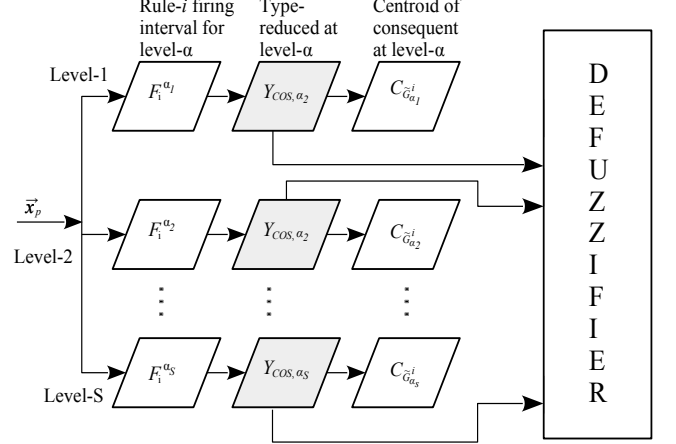 Rule-i firing interval for level-α
Type-reduced at level-α
Centroid of consequent at level-α
Level-1
F_i^{α_1}
Y_{COS, α_2}
C_{G̃^i_{α_1}}
x⃗_p
Level-2
F_i^{α_2}
Y_{COS, α_2}
C_{G̃^i_{α_2}}
Level-S
F_i^{α_S}
Y_{COS, α_S}
C_{G̃^i_{α_s}}
D
E
F
U
Z
Z
I
F
I
E
R